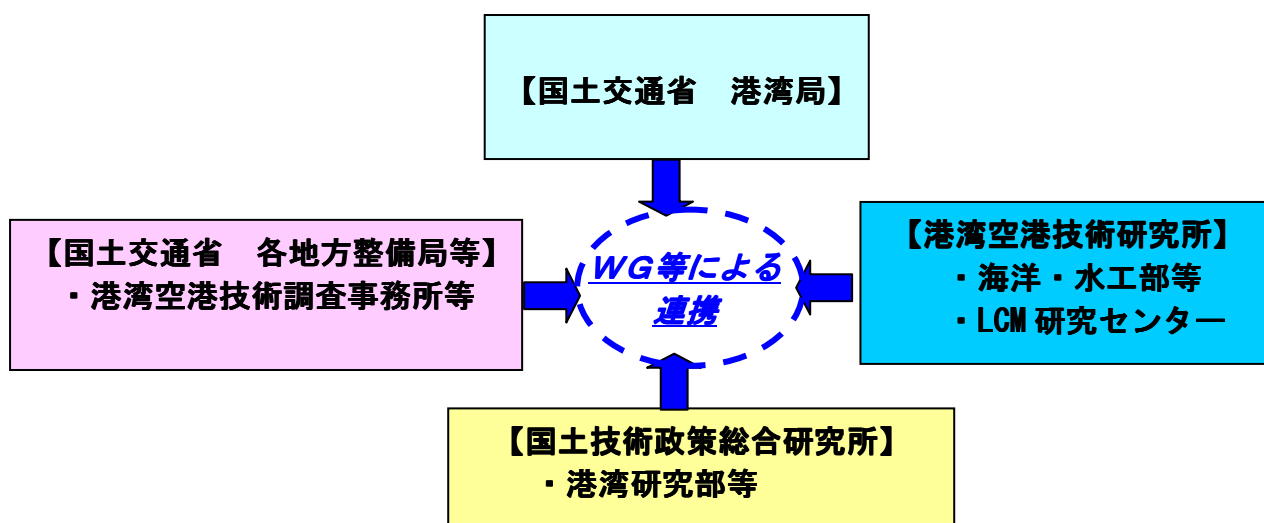 【国土交通省　港湾局】
【国土交通省　各地方整備局等】
・港湾空港技術調査事務所等
WG等による
連携
【港湾空港技術研究所】
・海洋・水工部等
・LCM研究センター
【国土技術政策総合研究所】
・港湾研究部等